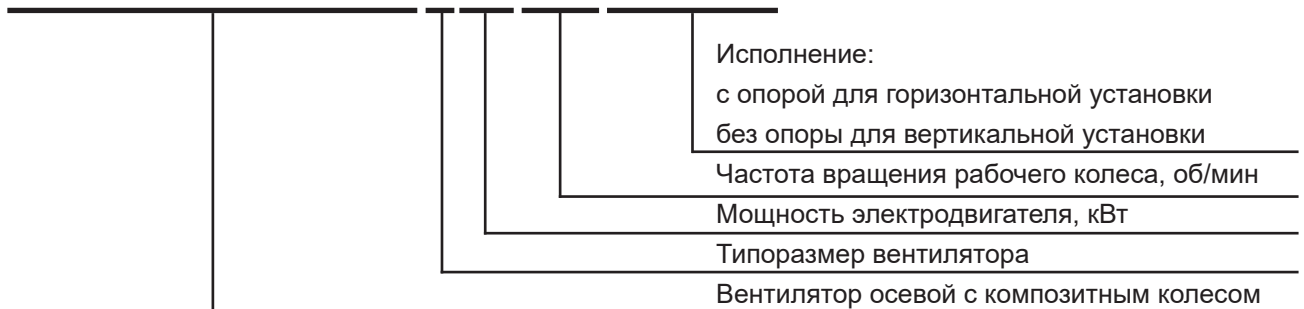 Исполнение:
с опорой для горизонтальной установки
без опоры для вертикальной установки
Частота вращения рабочего колеса, об/мин
Мощность электродвигателя, кВт
Типоразмер вентилятора
Вентилятор осевой с композитным колесом